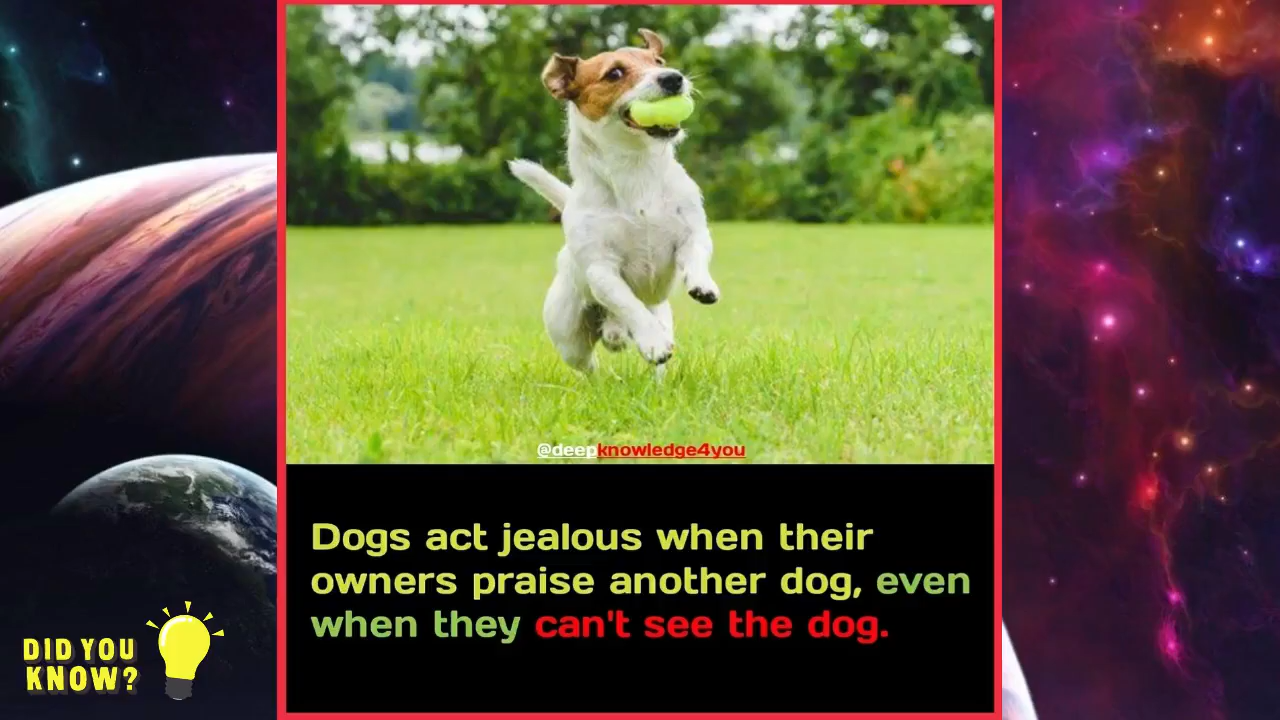 @deepknowledge4you
Dogs act jealous when their
owners praise another dog, even
when they can't see the dog.
DID YOU
KNOW?